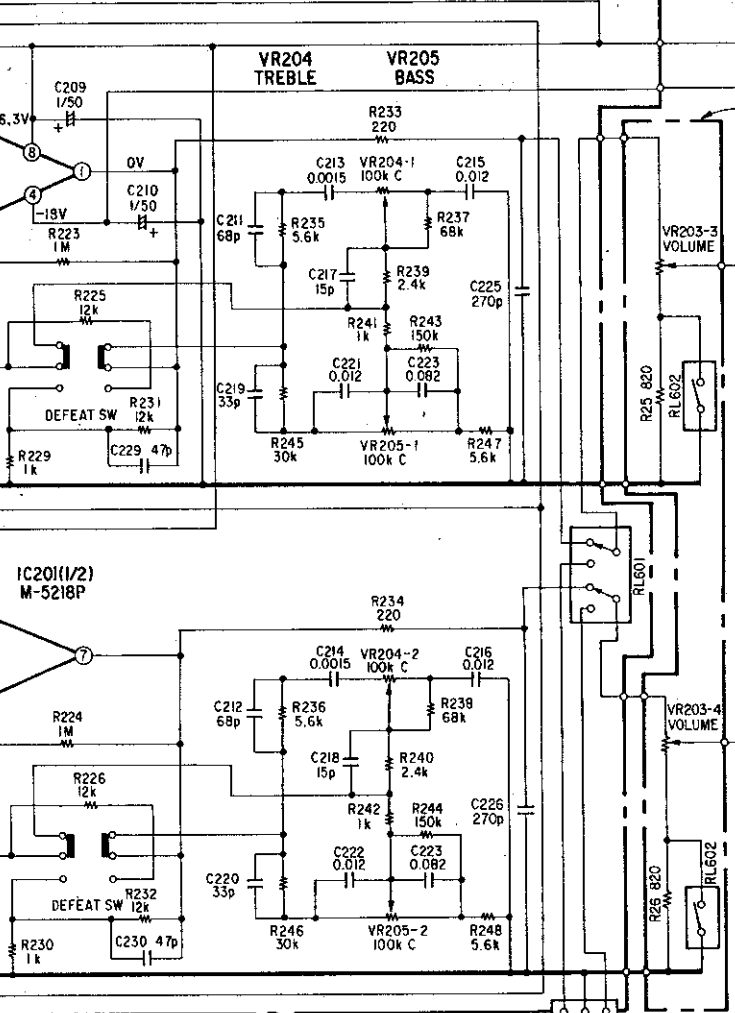 VR204
TREBLE
VR205
BASS
C209
1/50
6.3V
+
R233
220
8
1
0V
4
C210
1/50
-18V
+
R223
1M
C213
0.0015
VR204-1
100k C
C215
0.012
C211
68p
R235
5.6k
R237
68k
VR203-3
VOLUME
C217
15p
R239
2.4k
C225
270p
R225
12k
R241
1k
R243
150k
C221
0.012
C223
0.082
C219
33p
R25 820
RL602
DEFEAT SW
R231
12k
R229
1k
C229 47p
R245
30k
VR205-1
100k C
R247
5.6k
IC201(1/2)
M-5218P
RL601
R234
220
7
C214
0.0015
VR204-2
100k C
C216
0.012
C212
68p
R236
5.6k
R238
68k
VR203-4
VOLUME
R224
1M
C218
15p
R240
2.4k
R226
12k
C226
270p
R242
1k
R244
150k
C222
0.012
C223
0.082
C220
33p
R26 820
RL602
DEFEAT SW
R232
12k
R230
1k
C230 47p
R246
30k
VR205-2
100k C
R248
5.6k